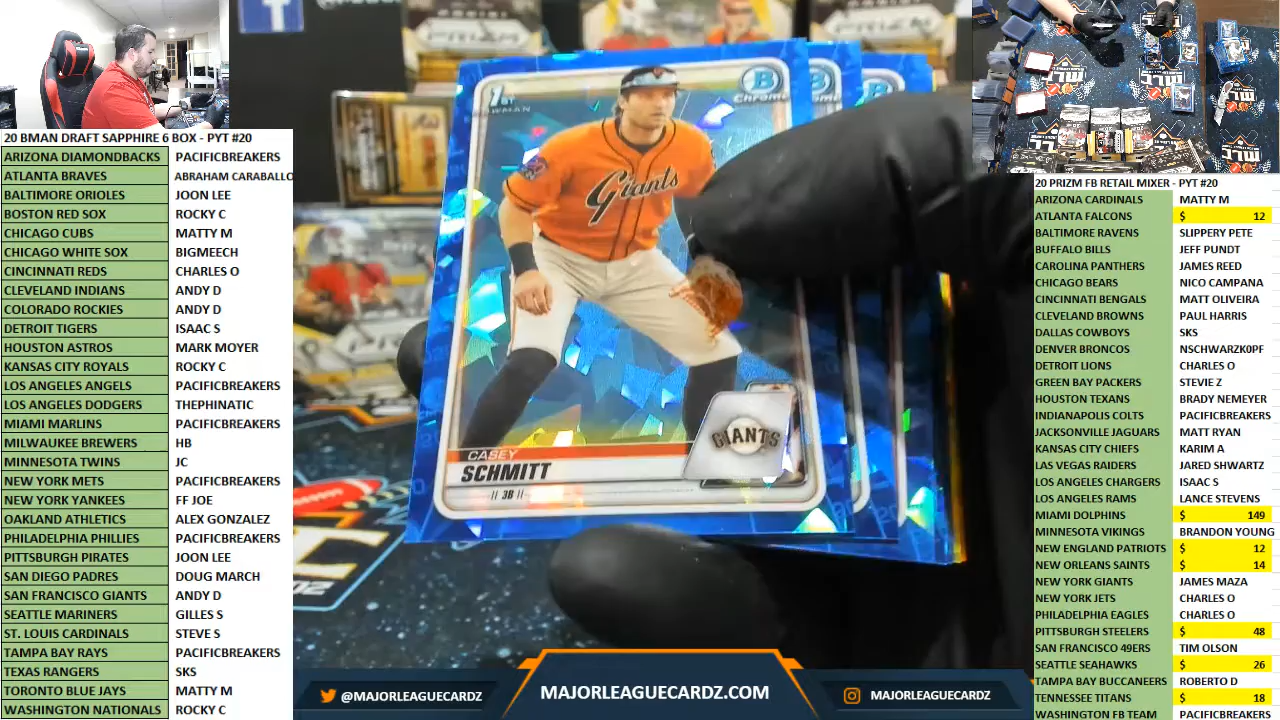 20 BMAN DRAFT SAPPHIRE 6 BOX - PYT #20
ARIZONA DIAMONDBACKS PACIFICBREAKERS
ATLANTA BRAVES ABRAHAM CARABALLO
BALTIMORE ORIOLES JOON LEE
BOSTON RED SOX ROCKY C
CHICAGO CUBS MATTY M
CHICAGO WHITE SOX BIGMEECH
CINCINNATI REDS CHARLES O
CLEVELAND INDIANS ANDY D
COLORADO ROCKIES ANDY D
DETROIT TIGERS ISAAC S
HOUSTON ASTROS MARK MOYER
KANSAS CITY ROYALS ROCKY C
LOS ANGELES ANGELS PACIFICBREAKERS
LOS ANGELES DODGERS THEPHINATIC
MIAMI MARLINS PACIFICBREAKERS
MILWAUKEE BREWERS HB
MINNESOTA TWINS JC
NEW YORK METS PACIFICBREAKERS
NEW YORK YANKEES FF JOE
OAKLAND ATHLETICS ALEX GONZALEZ
PHILADELPHIA PHILLIES PACIFICBREAKERS
PITTSBURGH PIRATES JOON LEE
SAN DIEGO PADRES DOUG MARCH
SAN FRANCISCO GIANTS ANDY D
SEATTLE MARINERS GILLES S
ST. LOUIS CARDINALS STEVE S
TAMPA BAY RAYS PACIFICBREAKERS
TEXAS RANGERS SKS
TORONTO BLUE JAYS MATTY M
WASHINGTON NATIONALS ROCKY C
PRIZM
PRIZM
1ST
BOWMAN
B
Chrome
Giants
GIANTS
CASEY
SCHMITT
// 3B //
@MAJORLEAGUECARDZ
MAJORLEAGUECARDZ.COM
MAJORLEAGUECARDZ
20 PRIZM FB RETAIL MIXER - PYT #20
ARIZONA CARDINALS MATTY M
ATLANTA FALCONS $ 12
BALTIMORE RAVENS SLIPPERY PETE
BUFFALO BILLS JEFF PUNDT
CAROLINA PANTHERS JAMES REED
CHICAGO BEARS NICO CAMPANA
CINCINNATI BENGALS MATT OLIVEIRA
CLEVELAND BROWNS PAUL HARRIS
DALLAS COWBOYS SKS
DENVER BRONCOS NSCHWARZK0PF
DETROIT LIONS CHARLES O
GREEN BAY PACKERS STEVIE Z
HOUSTON TEXANS BRADY NEMEYER
INDIANAPOLIS COLTS PACIFICBREAKERS
JACKSONVILLE JAGUARS MATT RYAN
KANSAS CITY CHIEFS KARIM A
LAS VEGAS RAIDERS JARED SHWARTZ
LOS ANGELES CHARGERS ISAAC S
LOS ANGELES RAMS LANCE STEVENS
MIAMI DOLPHINS $ 149
MINNESOTA VIKINGS BRANDON YOUNG
NEW ENGLAND PATRIOTS $ 12
NEW ORLEANS SAINTS $ 14
NEW YORK GIANTS JAMES MAZA
NEW YORK JETS CHARLES O
PHILADELPHIA EAGLES CHARLES O
PITTSBURGH STEELERS $ 48
SAN FRANCISCO 49ERS TIM OLSON
SEATTLE SEAHAWKS $ 26
TAMPA BAY BUCCANEERS ROBERTO D
TENNESSEE TITANS $ 18
WASHINGTON FB TEAM PACIFICBREAKERS